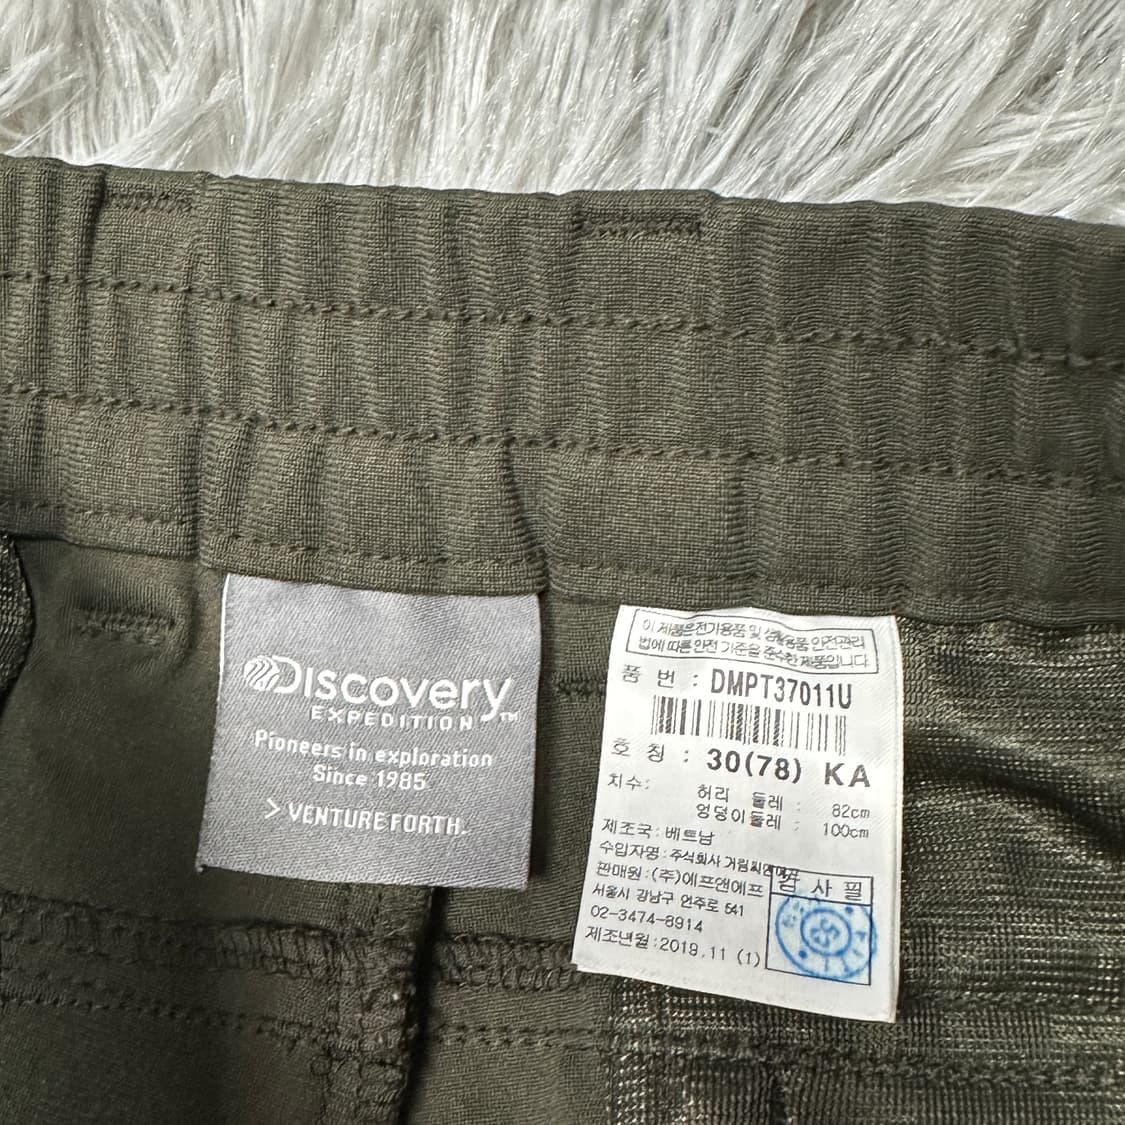 Discovery
EXPEDITION™
Pioneers in exploration
Since 1985
> VENTURE FORTH.
이 제품은 전기용품 및 생활용품 안전관리
법에 따른 안전 기준을 준수한 제품입니다.
품 번 : DMPT37011U
호 칭 : 30(78) KA
치수: 허리 둘레 : 82cm
엉덩이둘레 : 100cm
제조국 : 베트남
수입자명 : 주식회사
판매원 : (주)에프앤에프
서울시 강남구 언주로 541
02-3474-8914
제조년월 : 2018.11 (1)
검 사 필